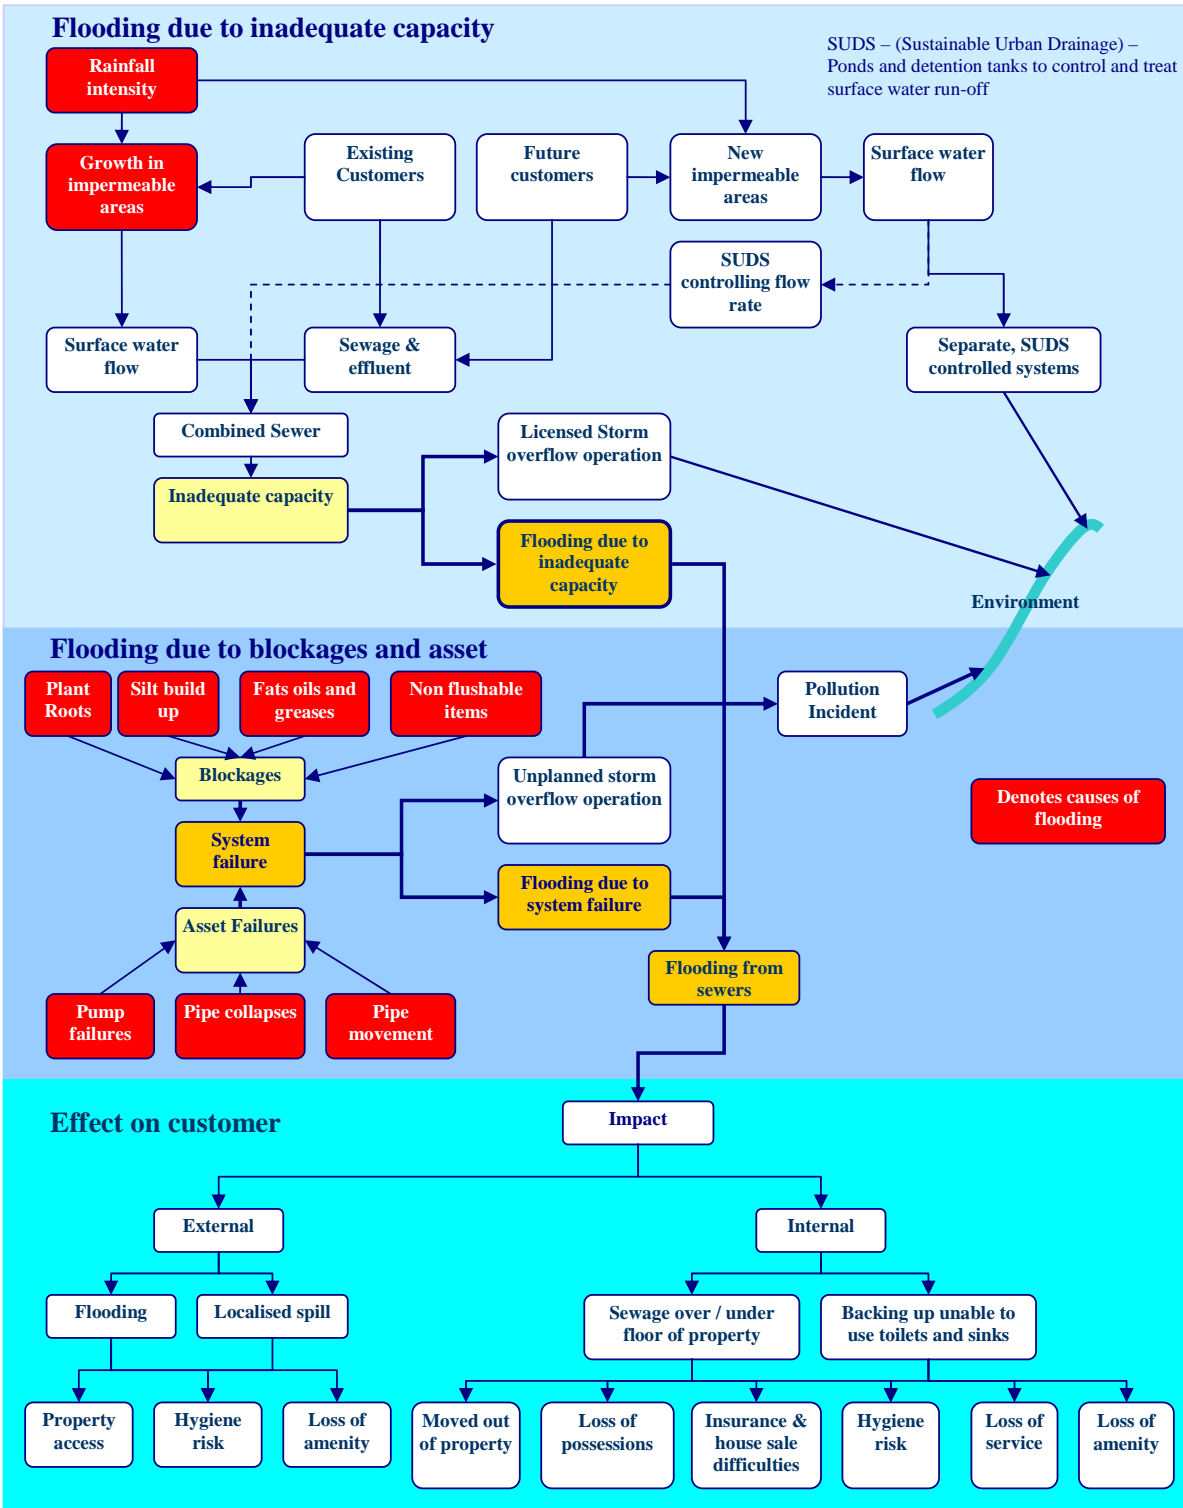 Flooding due to inadequate capacity
SUDS – (Sustainable Urban Drainage) –
Ponds and detention tanks to control and treat
surface water run-off
Rainfall
intensity
Growth in
impermeable
areas
Existing
Customers
Future
customers
New
impermeable
areas
Surface water
flow
SUDS
controlling flow
rate
Surface water
flow
Sewage &
effluent
Separate, SUDS
controlled systems
Combined Sewer
Licensed Storm
overflow operation
Inadequate capacity
Flooding due to
inadequate
capacity
Environment
Flooding due to blockages and asset
Plant
Roots
Silt build
up
Fats oils and
greases
Non flushable
items
Pollution
Incident
Blockages
Unplanned storm
overflow operation
Denotes causes of
flooding
System
failure
Flooding due to
system failure
Asset Failures
Flooding from
sewers
Pump
failures
Pipe collapses
Pipe
movement
Effect on customer
Impact
External
Internal
Flooding
Localised spill
Sewage over / under
floor of property
Backing up unable to
use toilets and sinks
Property
access
Hygiene
risk
Loss of
amenity
Moved out
of property
Loss of
possessions
Insurance &
house sale
difficulties
Hygiene
risk
Loss of
service
Loss of
amenity